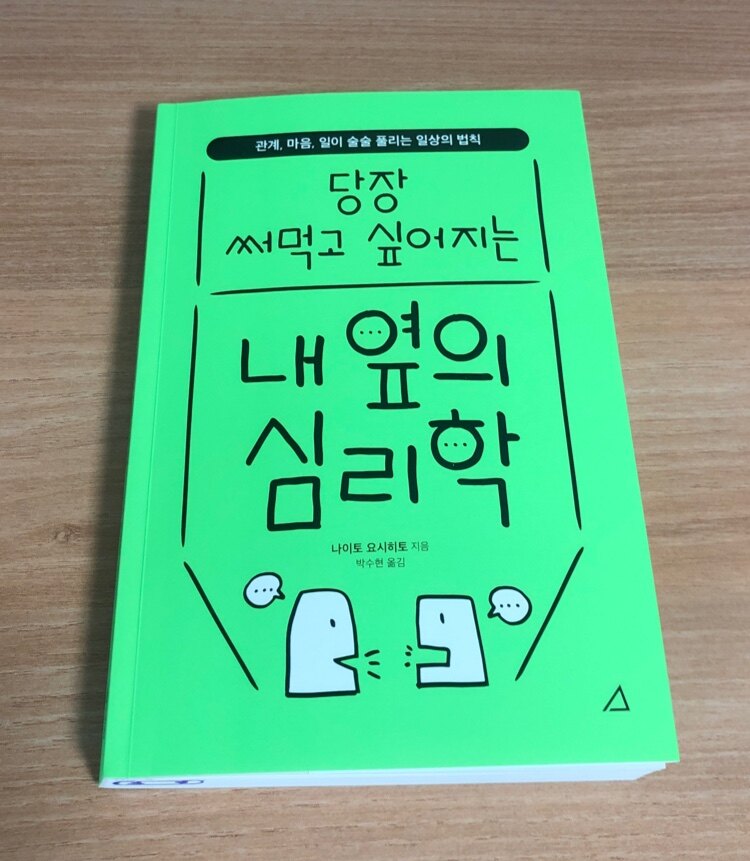 관계, 마음, 일이 술술 풀리는 일상의 법칙
당장
써먹고 싶어지는
내 옆의
심리학
나이토 요시히토 지음
박수현 옮김